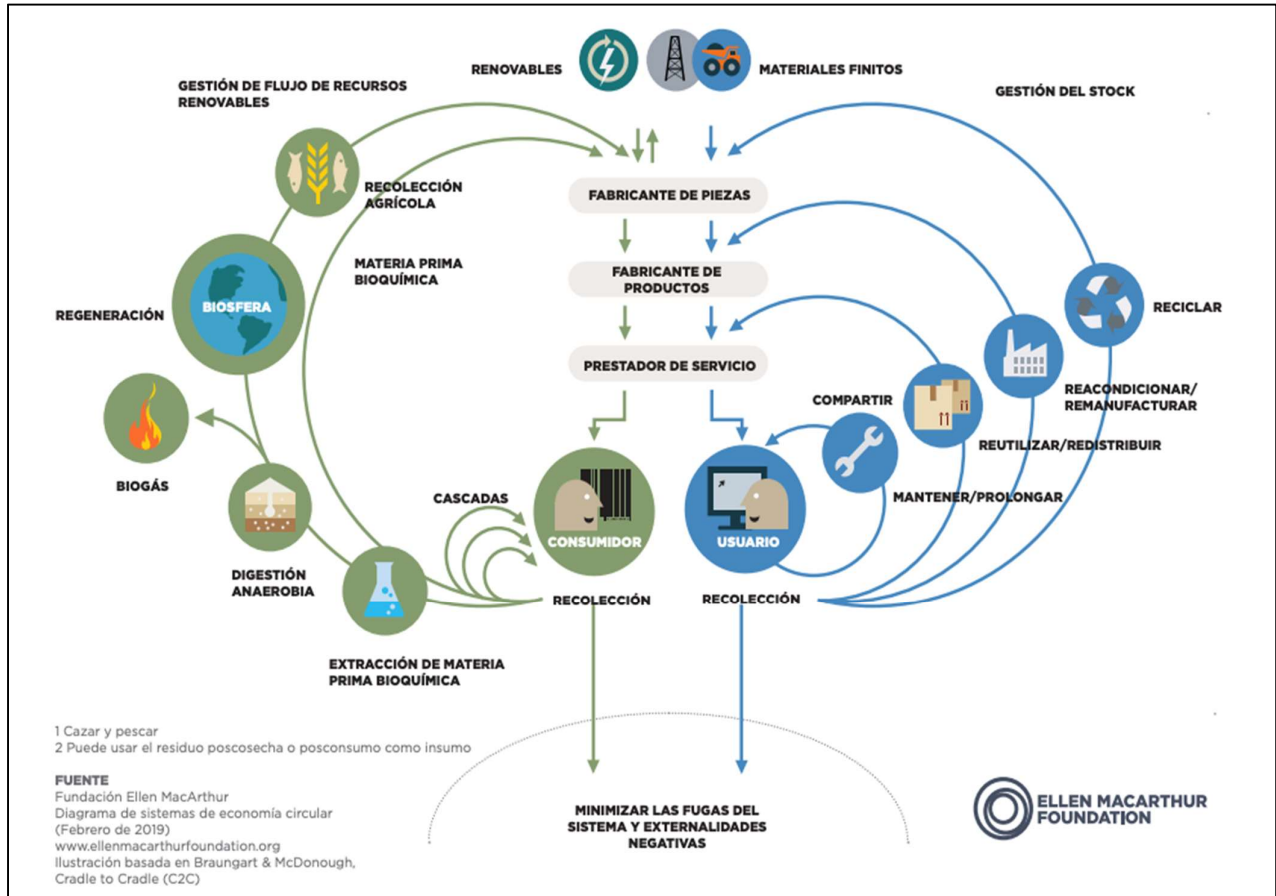 RENOVABLES
MATERIALES FINITOS
GESTIÓN DE FLUJO DE RECURSOS
RENOVABLES
GESTIÓN DEL STOCK
RECOLECCIÓN
AGRÍCOLA
FABRICANTE DE PIEZAS
MATERIA PRIMA
BIOQUÍMICA
FABRICANTE DE
PRODUCTOS
BIOSFERA
REGENERACIÓN
RECICLAR
PRESTADOR DE SERVICIO
REACONDICIONAR/
REMANUFACTURAR
COMPARTIR
REUTILIZAR/REDISTRIBUIR
BIOGÁS
CASCADAS
MANTENER/PROLONGAR
CONSUMIDOR
USUARIO
DIGESTIÓN
ANAEROBIA
RECOLECCIÓN
RECOLECCIÓN
EXTRACCIÓN DE MATERIA
PRIMA BIOQUÍMICA
1 Cazar y pescar
2 Puede usar el residuo poscosecha o posconsumo como insumo
FUENTE
Fundación Ellen MacArthur
Diagrama de sistemas de economía circular
(Febrero de 2019)
www.ellenmacarthurfoundation.org
Ilustración basada en Braungart & McDonough,
Cradle to Cradle (C2C)
MINIMIZAR LAS FUGAS DEL
SISTEMA Y EXTERNALIDADES
NEGATIVAS
ELLEN MACARTHUR
FOUNDATION